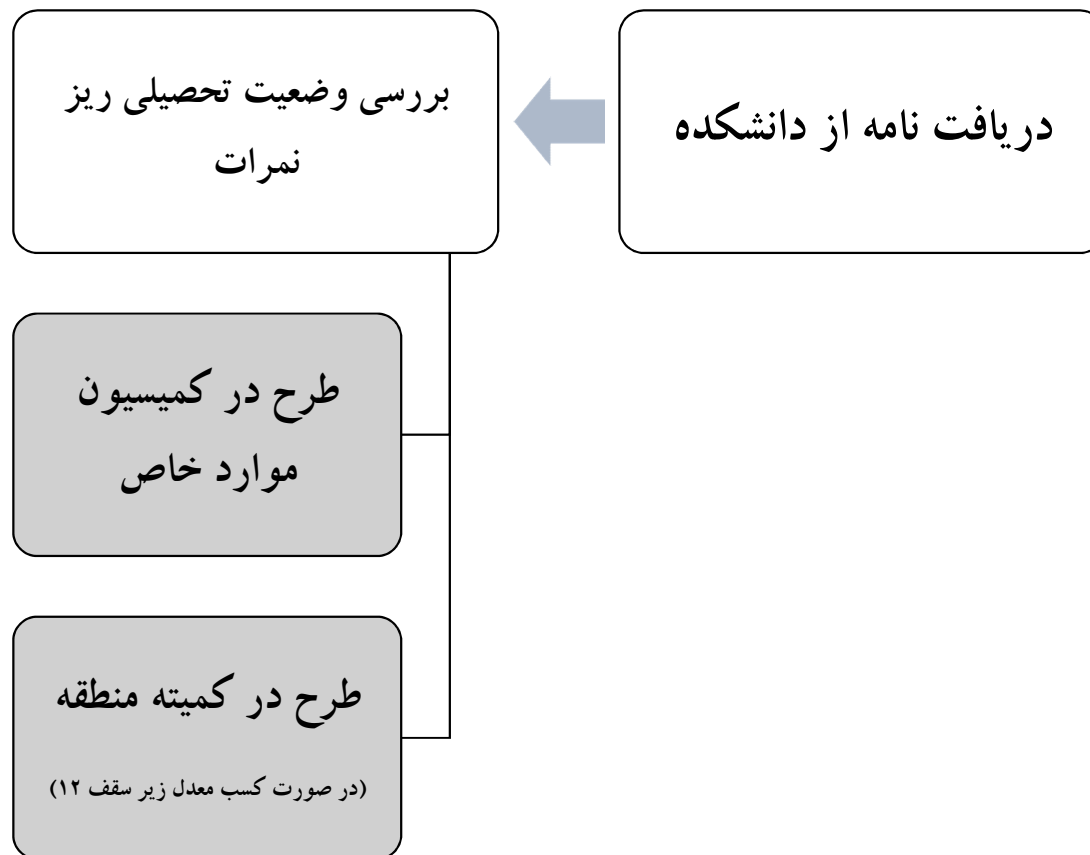 دریافت نامه از دانشکده
بررسی وضعیت تحصیلی ریز
نمرات
طرح در کمیسیون
موارد خاص
طرح در کمیته منطقه
(در صورت کسب معدل زیر سقف ۱۲)